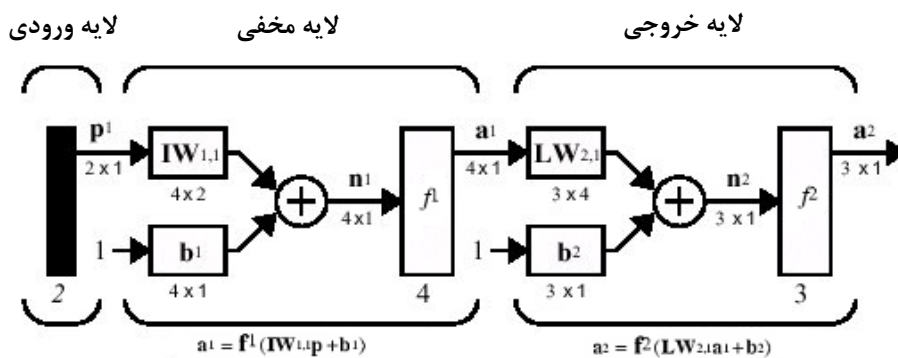 لایه ورودی
لایه مخفی
لایه خروجی
p1
2 x 1
IW1,1
4 x 2
1
b1
4 x 1
n1
4 x1
f1
4
a1
4 x 1
LW2,1
3 x 4
1
b2
3 x 1
n2
3 x 1
f2
3
a2
3 x 1
2
a1 = f1 (IW1,1p +b1)
a2 = f2 (LW2,1a1+b2)